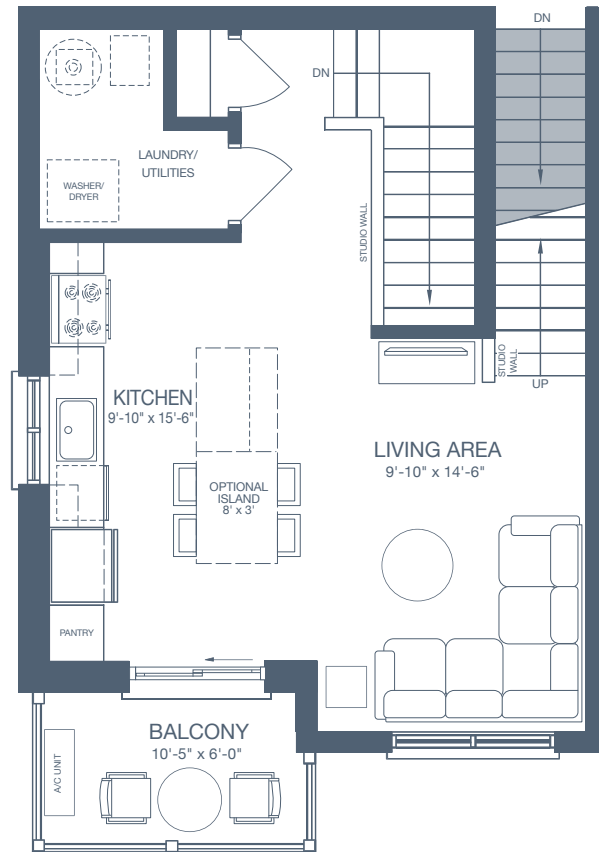 DN
DN
LAUNDRY/
UTILITIES
WASHER/
DRYER
STUDIO WALL
STUDIO
WALL
UP
KITCHEN
9'-10" x 15'-6"
LIVING AREA
9'-10" x 14'-6"
OPTIONAL
ISLAND
8' x 3'
PANTRY
BALCONY
10'-5" x 6'-0"
A/C UNIT